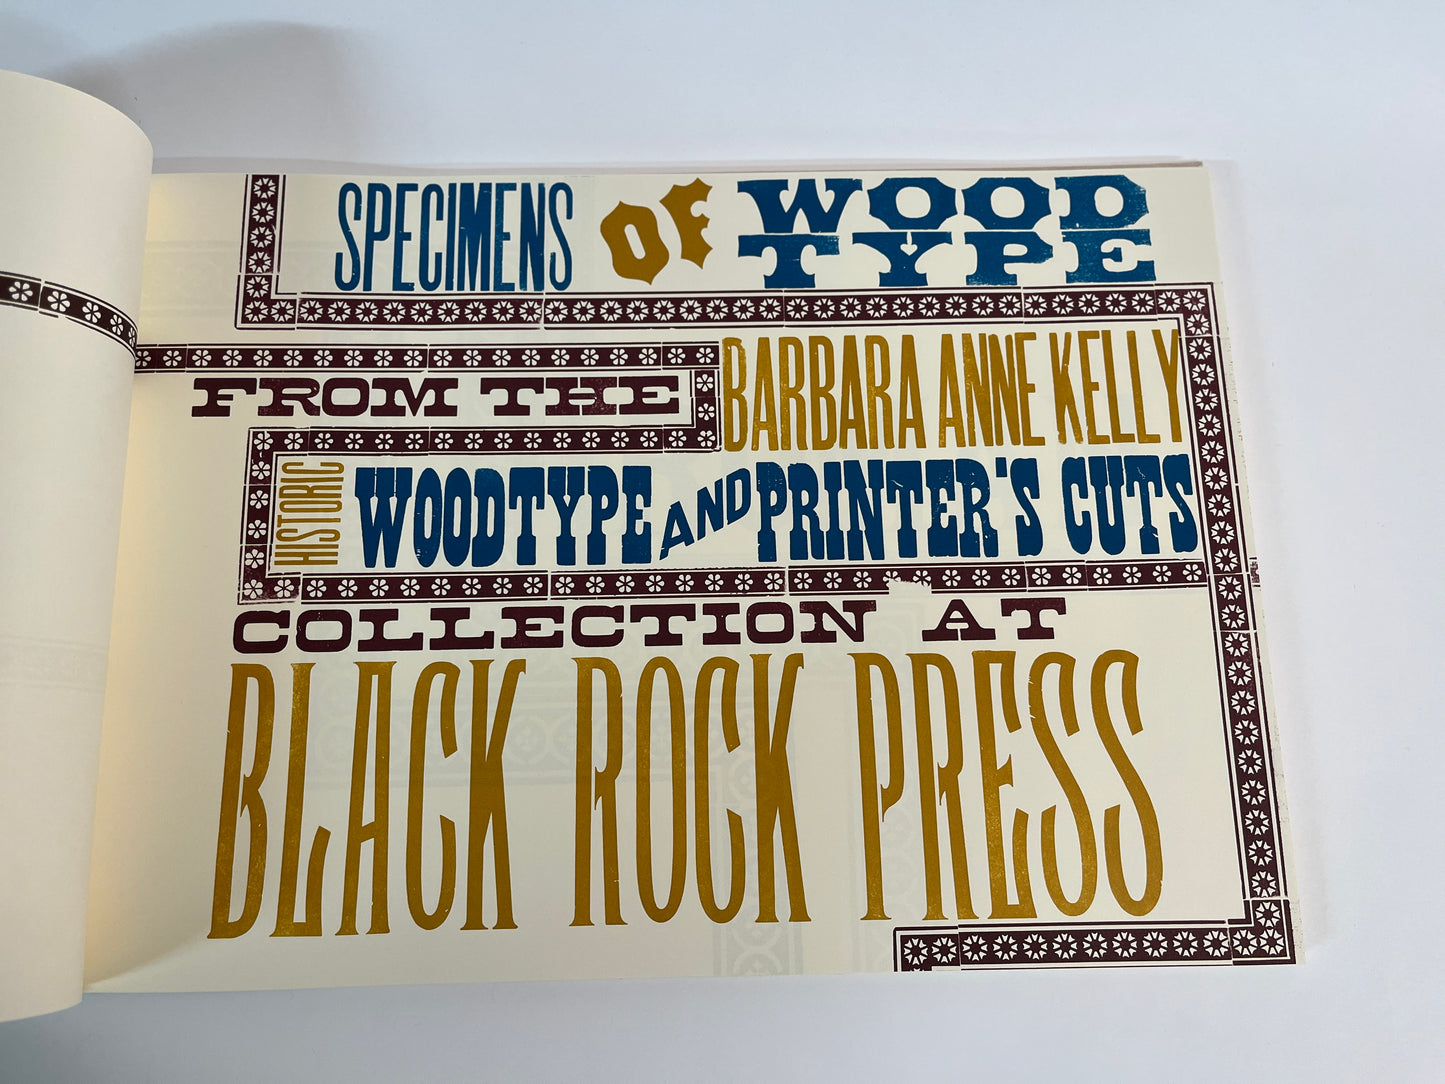 SPECIMENS OF WOOD
TYPE
FROM THE BARBARA ANNE KELLY
HISTORIC WOODTYPE AND PRINTER'S CUTS
COLLECTION AT
BLACK ROCK PRESS